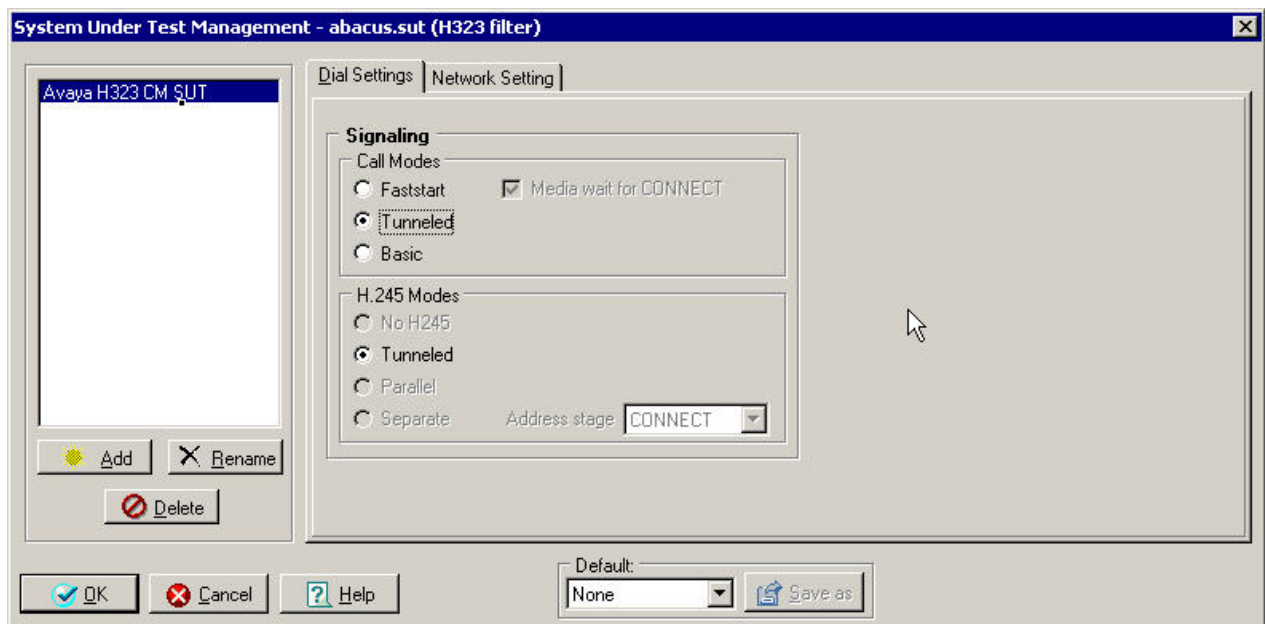 System Under Test Management - abacus.sut (H323 filter)
Avaya H323 CM SUT
Dial Settings
Network Setting
Signaling
Call Modes
Faststart
Media wait for CONNECT
Tunneled
Basic
H.245 Modes
No H245
Tunneled
Parallel
Separate
Address stage
CONNECT
Add
Rename
Delete
OK
Cancel
Help
Default:
None
Save as